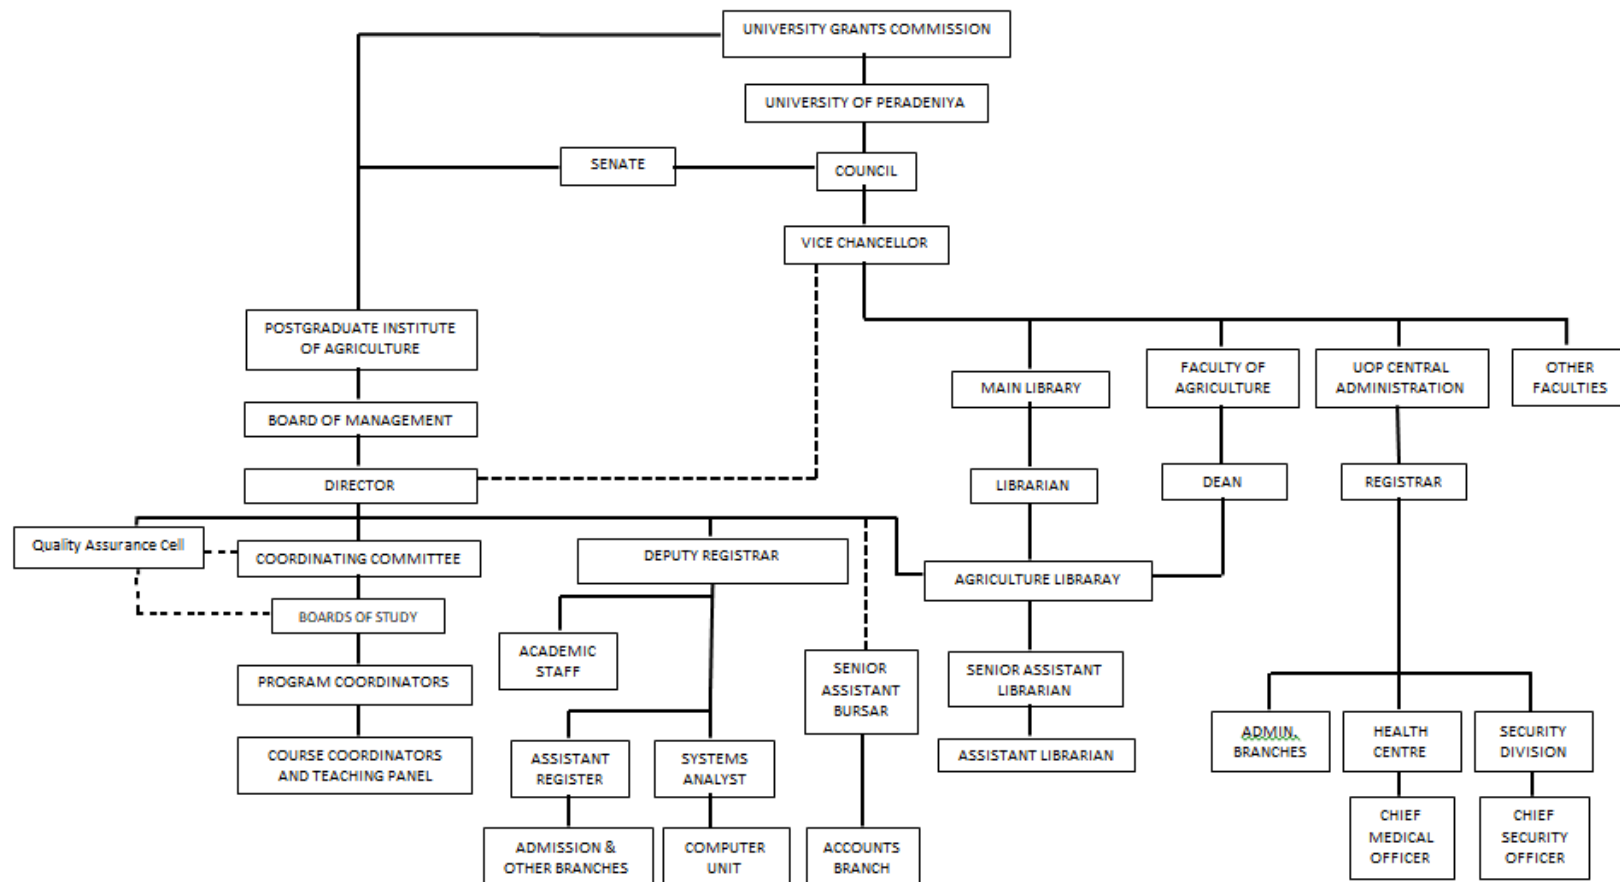 UNIVERSITY GRANTS COMMISSION
UNIVERSITY OF PERADENIYA
SENATE
COUNCIL
VICE CHANCELLOR
POSTGRADUATE INSTITUTE
OF AGRICULTURE
MAIN LIBRARY
FACULTY OF
AGRICULTURE
UOP CENTRAL
ADMINISTRATION
OTHER
FACULTIES
BOARD OF MANAGEMENT
DIRECTOR
LIBRARIAN
DEAN
REGISTRAR
Quality Assurance Cell
COORDINATING COMMITTEE
DEPUTY REGISTRAR
AGRICULTURE LIBRARAY
BOARDS OF STUDY
ACADEMIC
STAFF
SENIOR
ASSISTANT
BURSAR
SENIOR ASSISTANT
LIBRARIAN
PROGRAM COORDINATORS
COURSE COORDINATORS
AND TEACHING PANEL
ASSISTANT
REGISTER
SYSTEMS
ANALYST
ASSISTANT LIBRARIAN
ADMIN.
BRANCHES
HEALTH
CENTRE
SECURITY
DIVISION
ADMISSION &
OTHER BRANCHES
COMPUTER
UNIT
ACCOUNTS
BRANCH
CHIEF
MEDICAL
OFFICER
CHIEF
SECURITY
OFFICER